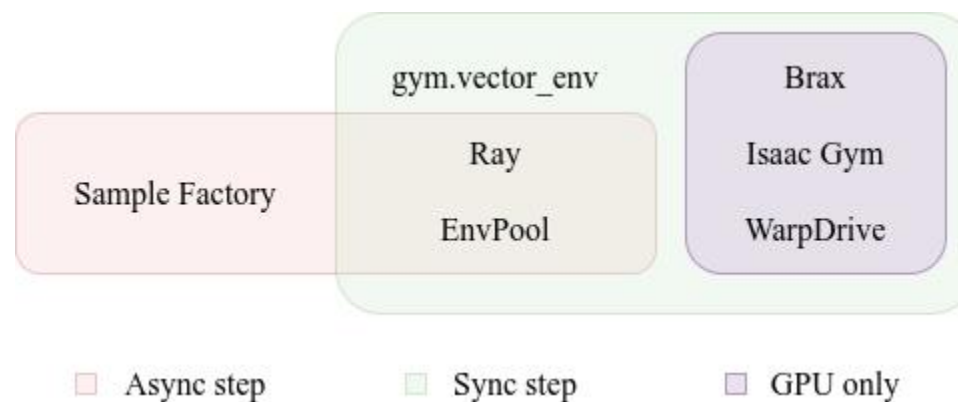 gym.vector_env
Brax
Ray
Isaac Gym
Sample Factory
EnvPool
WarpDrive
Async step
Sync step
GPU only